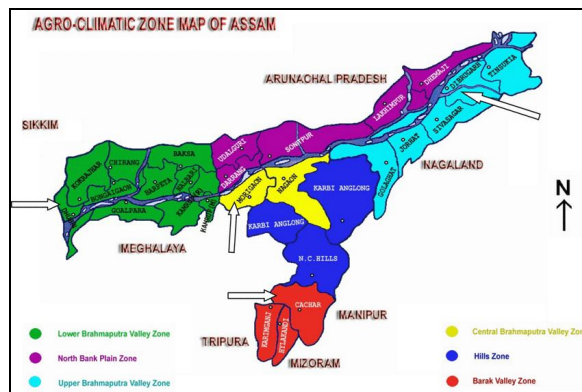 AGRO-CLIMATIC ZONE MAP OF ASSAM
ARUNACHAL PRADESH
SIKKIM
TINSUKIA
DIBROGARH
DHEMAJI
LAKHIMPUR
SIVASAGAR
JORHAT
GOLAGHAT
NAGALAND
UDALGURI
SONITPUR
DARRANG
BAKSA
CHIRANG
KOKRAJHAR
BONGAIGAON
BARPETA
NALBARI
KAMRUP(R)
GOALPARA
MORIGAON
NAGAON
KARBI ANGLONG
KARBI ANGLONG
N
MEGHALAYA
N.C.HILLS
CACHAR
MANIPUR
KARIMGANJ
HYLAKANDI
TRIPURA
MIZORAM
Lower Brahmaputra Valley Zone
North Bank Plain Zone
Upper Brahmaputra Valley Zone
Central Brahmaputra Valley Zone
Hills Zone
Barak Valley Zone